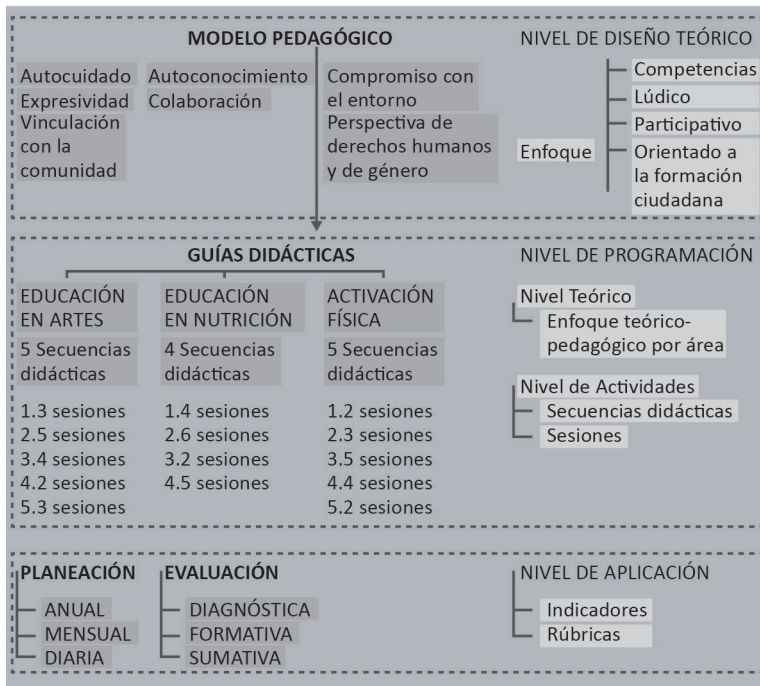 MODELO PEDAGÓGICO
Autocuidado
Expresividad
Vinculación
con la
comunidad
Autoconocimiento
Colaboración
Compromiso con
el entorno
Perspectiva de
derechos humanos
y de género
NIVEL DE DISEÑO TEÓRICO
Enfoque
Competencias
Lúdico
Participativo
Orientado a
la formación
ciudadana
GUÍAS DIDÁCTICAS
EDUCACIÓN
EN ARTES
5 Secuencias
didácticas
1.3 sesiones
2.5 sesiones
3.4 sesiones
4.2 sesiones
5.3 sesiones
EDUCACIÓN
EN NUTRICIÓN
4 Secuencias
didácticas
1.4 sesiones
2.6 sesiones
3.2 sesiones
4.5 sesiones
ACTIVACIÓN
FÍSICA
5 Secuencias
didácticas
1.2 sesiones
2.3 sesiones
3.5 sesiones
4.4 sesiones
5.2 sesiones
NIVEL DE PROGRAMACIÓN
Nivel Teórico
Enfoque teórico-
pedagógico por área
Nivel de Actividades
Secuencias didácticas
Sesiones
PLANEACIÓN
ANUAL
MENSUAL
DIARIA
EVALUACIÓN
DIAGNÓSTICA
FORMATIVA
SUMATIVA
NIVEL DE APLICACIÓN
Indicadores
Rúbricas